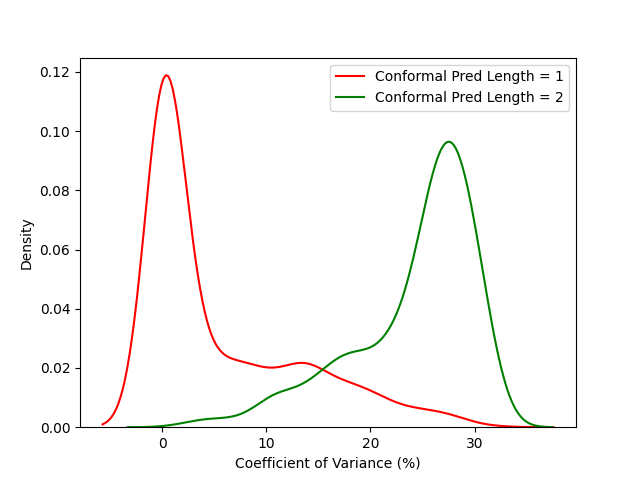 0.12
0.10
0.08
0.06
0.04
0.02
0.00
Density
0 10 20 30
Coefficient of Variance (%)
Conformal Pred Length = 1
Conformal Pred Length = 2